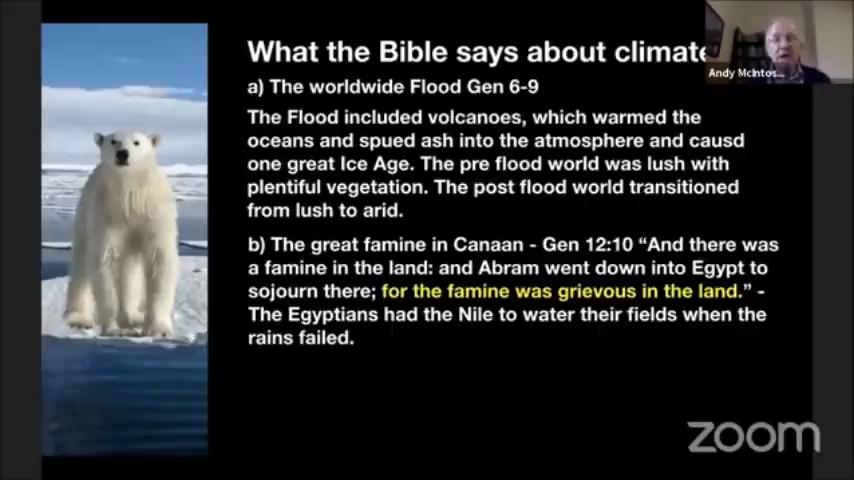 What the Bible says about climate
Andy McIntos...
a) The worldwide Flood Gen 6-9
The Flood included volcanoes, which warmed the
oceans and spued ash into the atmosphere and causd
one great Ice Age. The pre flood world was lush with
plentiful vegetation. The post flood world transitioned
from lush to arid.
b) The great famine in Canaan - Gen 12:10 “And there was
a famine in the land: and Abram went down into Egypt to
sojourn there; for the famine was grievous in the land.” -
The Egyptians had the Nile to water their fields when the
rains failed.
zoom